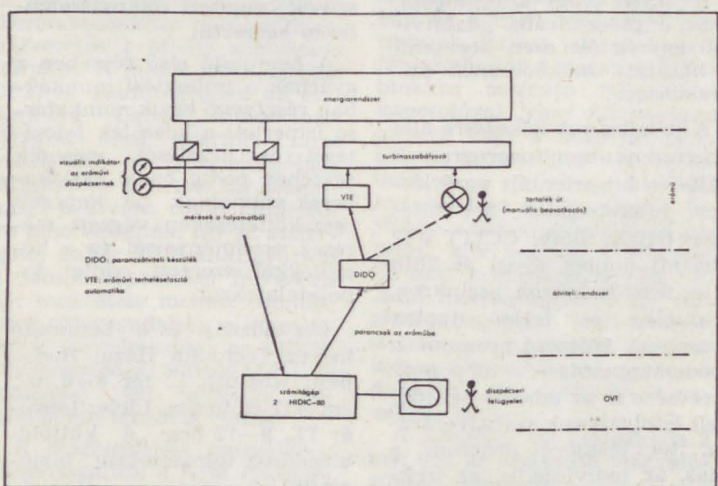 energiarendszer
turbinaszabályozó
vizuális indikátor
az erőművi
diszpécsernek
mérések a folyamatból
VTE
tartalék út
(manuális beavatkozás)
erőmű
DIDO: parancsátviteli készülék
VTE: erőművi terheléselosztó
automatika
DIDO
átviteli rendszer
parancsok az erőműbe
számítógép
2 HIDIC-80
diszpécseri
felügyelet
OVT